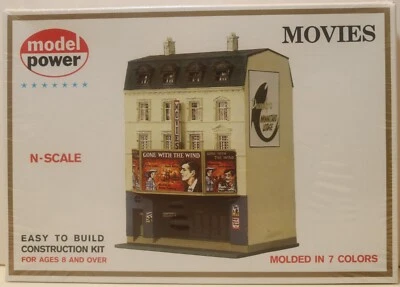 model
power
MOVIES
N-SCALE
MOVIES
GONE WITH THE WIND
EASY TO BUILD
CONSTRUCTION KIT
FOR AGES 8 AND OVER
MOLDED IN 7 COLORS